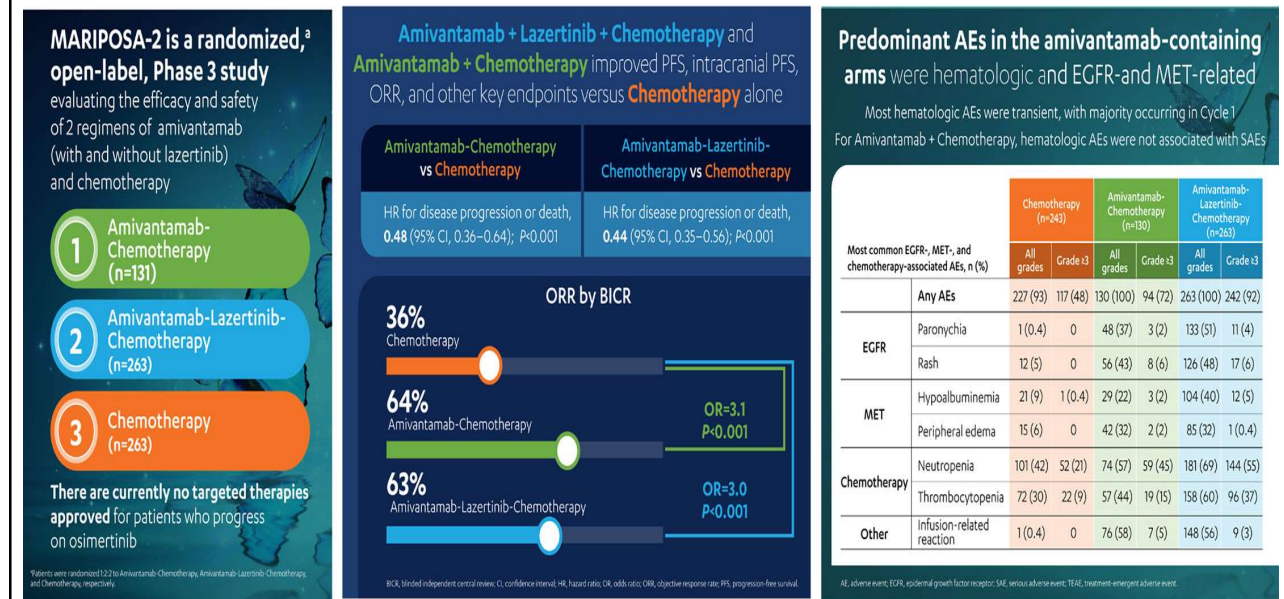 MARIPOSA-2 is a randomized,ª
open-label, Phase 3 study
evaluating the efficacy and safety
of 2 regimens of amivantamab
(with and without lazertinib)
and chemotherapy
1
Amivantamab-
Chemotherapy
(n=131)
2
Amivantamab-Lazertinib-
Chemotherapy
(n=263)
3
Chemotherapy
(n=263)
There are currently no targeted therapies
approved for patients who progress
on osimertinib
ªPatients were randomized 1:2:2 to Amivantamab-Chemotherapy, Amivantamab-Lazertinib-Chemotherapy,
and Chemotherapy, respectively.
Amivantamab + Lazertinib + Chemotherapy and
Amivantamab + Chemotherapy improved PFS, intracranial PFS,
ORR, and other key endpoints versus Chemotherapy alone
Amivantamab-Chemotherapy
vs Chemotherapy
Amivantamab-Lazertinib-
Chemotherapy vs Chemotherapy
HR for disease progression or death,
0.48 (95% CI, 0.36–0.64); P<0.001
HR for disease progression or death,
0.44 (95% CI, 0.35–0.56); P<0.001
ORR by BICR
36%
Chemotherapy
64%
Amivantamab-Chemotherapy
63%
Amivantamab-Lazertinib-Chemotherapy
OR=3.1
P<0.001
OR=3.0
P<0.001
BICR, blinded independent central review; CI, confidence interval; HR, hazard ratio; OR, odds ratio; ORR, objective response rate; PFS, progression-free survival.
Predominant AEs in the amivantamab-containing
arms were hematologic and EGFR-and MET-related
Most hematologic AEs were transient, with majority occurring in Cycle 1
For Amivantamab + Chemotherapy, hematologic AEs were not associated with SAEs
Most common EGFR-, MET-, and
chemotherapy-associated AEs, n (%)
Chemotherapy
(n=243)
Amivantamab-
Chemotherapy
(n=130)
Amivantamab-
Lazertinib-
Chemotherapy
(n=263)
All grades Grade ≥3 All grades Grade ≥3 All grades Grade ≥3
Any AEs 227 (93) 117 (48) 130 (100) 94 (72) 263 (100) 242 (92)
EGFR
Paronychia 1 (0.4) 0 48 (37) 3 (2) 133 (51) 11 (4)
Rash 12 (5) 0 56 (43) 8 (6) 126 (48) 17 (6)
MET
Hypoalbuminemia 21 (9) 1 (0.4) 29 (22) 3 (2) 104 (40) 12 (5)
Peripheral edema 15 (6) 0 42 (32) 2 (2) 85 (32) 1 (0.4)
Chemotherapy
Neutropenia 101 (42) 52 (21) 74 (57) 59 (45) 181 (69) 144 (55)
Thrombocytopenia 72 (30) 22 (9) 57 (44) 19 (15) 158 (60) 96 (37)
Other
Infusion-related reaction 1 (0.4) 0 76 (58) 7 (5) 148 (56) 9 (3)
AE, adverse event; EGFR, epidermal growth factor receptor; SAE, serious adverse event; TEAE, treatment-emergent adverse event.